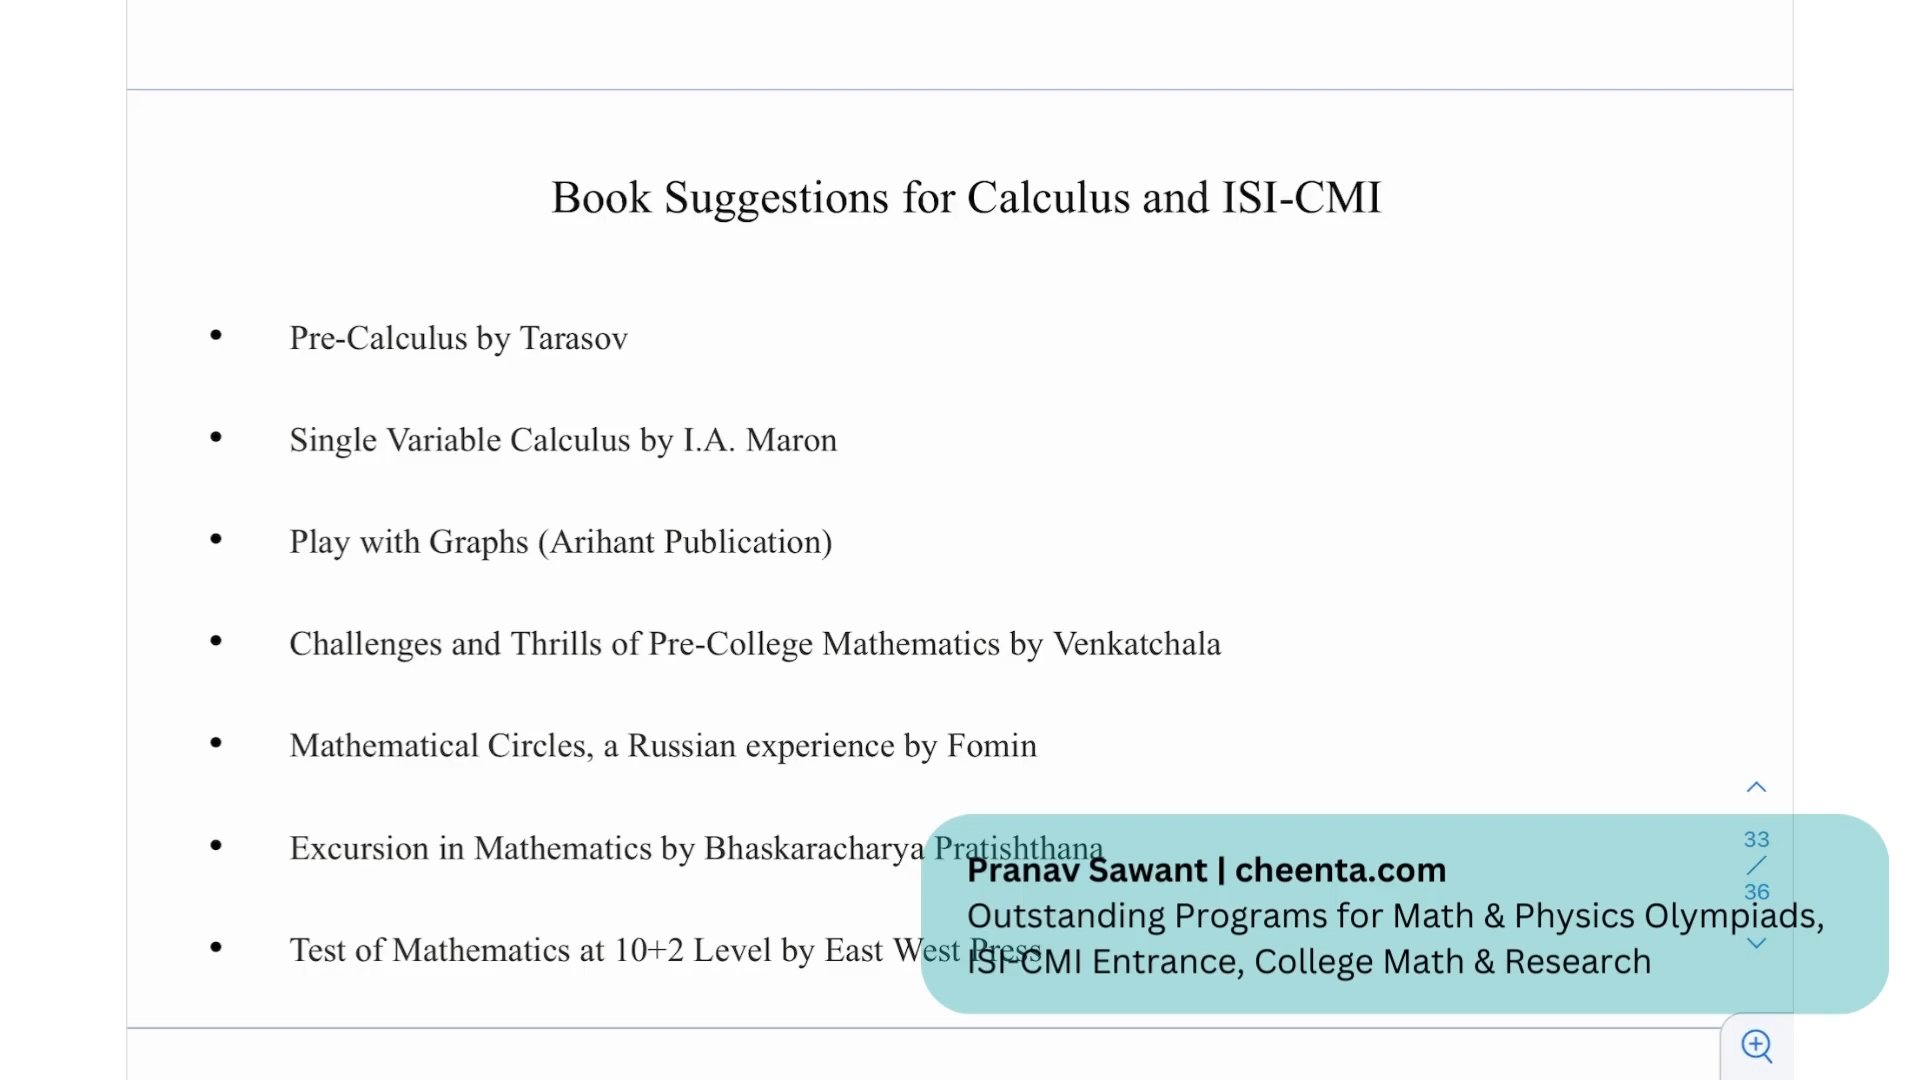 Book Suggestions for Calculus and ISI-CMI
• Pre-Calculus by Tarasov
• Single Variable Calculus by I.A. Maron
• Play with Graphs (Arihant Publication)
• Challenges and Thrills of Pre-College Mathematics by Venkatchala
• Mathematical Circles, a Russian experience by Fomin
• Excursion in Mathematics by Bhaskaracharya Pratishthana
• Test of Mathematics at 10+2 Level by East West Press
Pranav Sawant | cheenta.com
Outstanding Programs for Math & Physics Olympiads,
ISI-CMI Entrance, College Math & Research
33
/
36